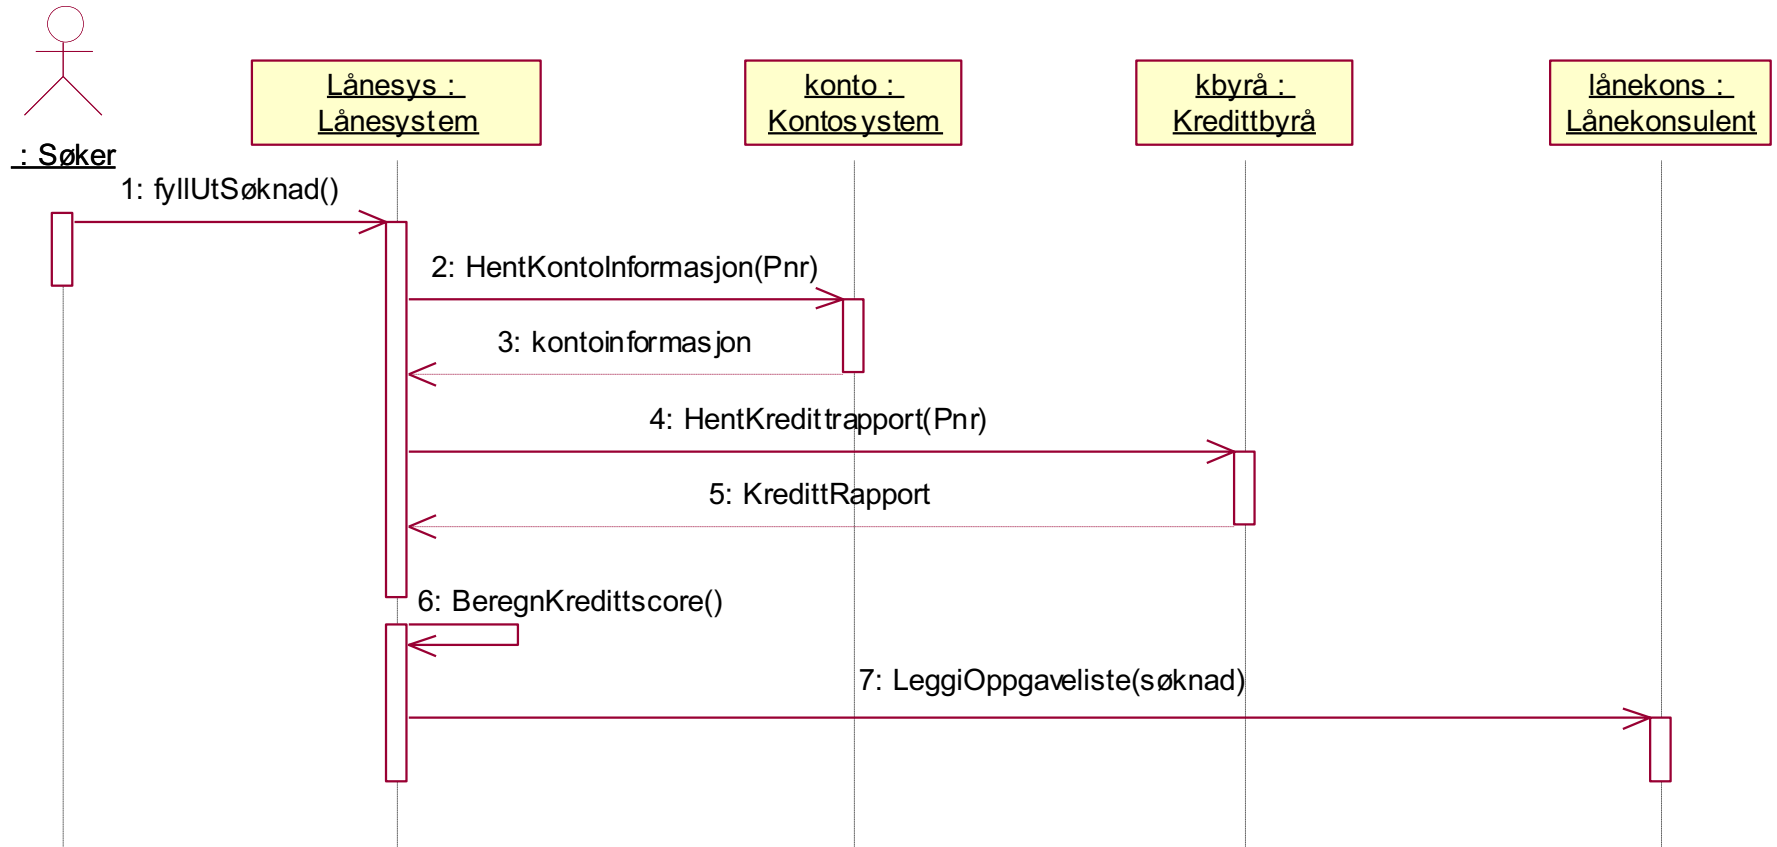 : Søker
Lånesys :
Lånesystem
konto :
Kontosystem
kbyrå :
Kredittbyrå
lånekons :
Lånekonsulent
1: fyllUtSøknad()
2: HentKontoInformasjon(Pnr)
3: kontoinformasjon
4: HentKredittrapport(Pnr)
5: KredittRapport
6: BeregnKredittscore()
7: LeggiOppgaveliste(søknad)